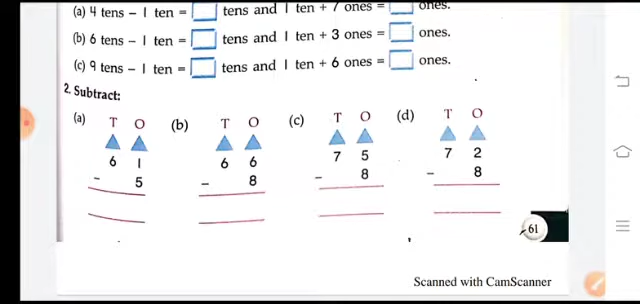 (a) 4 tens – 1 ten = tens and 1 ten + 7 ones = ones.
(b) 6 tens – 1 ten = tens and 1 ten + 3 ones = ones.
(c) 9 tens – 1 ten = tens and 1 ten + 6 ones = ones.
2. Subtract:
(a) T O (b) T O (c) T O (d) T O
6 1 6 6 7 5 7 2
– 5 – 8 – 8 – 8
61
Scanned with CamScanner